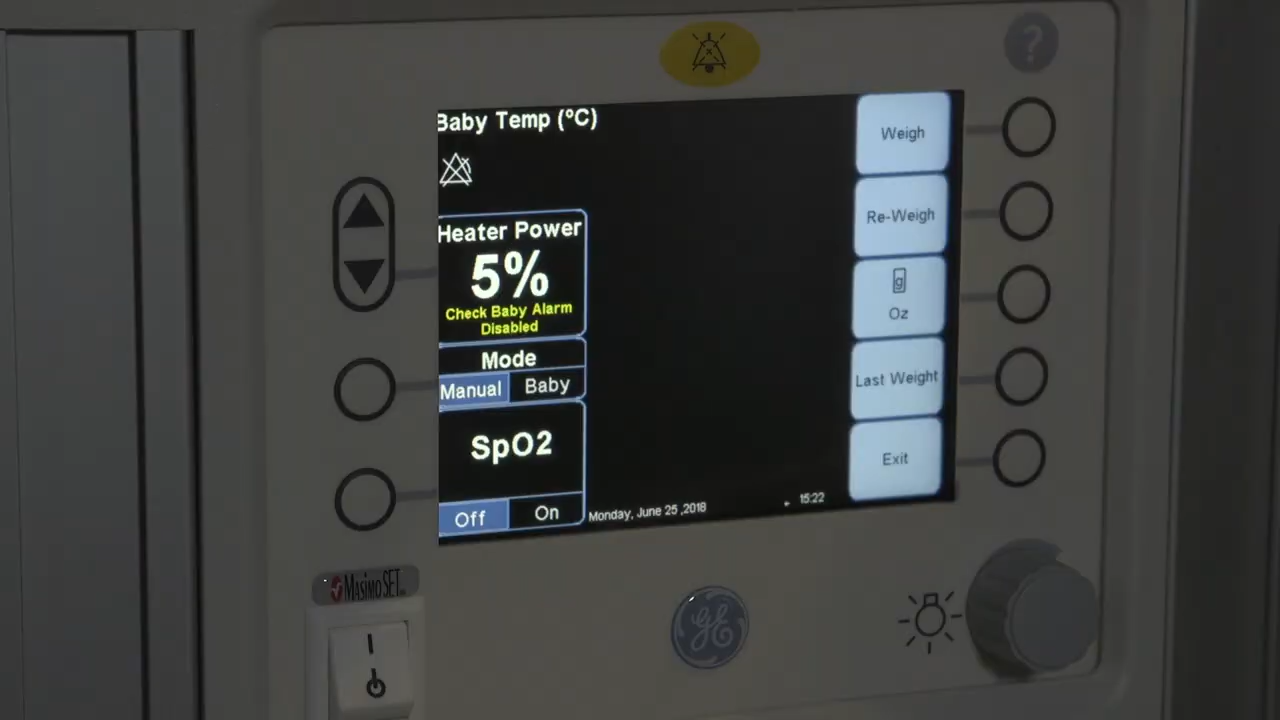 Baby Temp (°C)
Heater Power
5%
Check Baby Alarm
Disabled
Mode
Manual Baby
SpO2
Off On
Monday, June 25 ,2018
15:22
Weigh
Re-Weigh
g
Oz
Last Weight
Exit
?
Masimo SET
GE